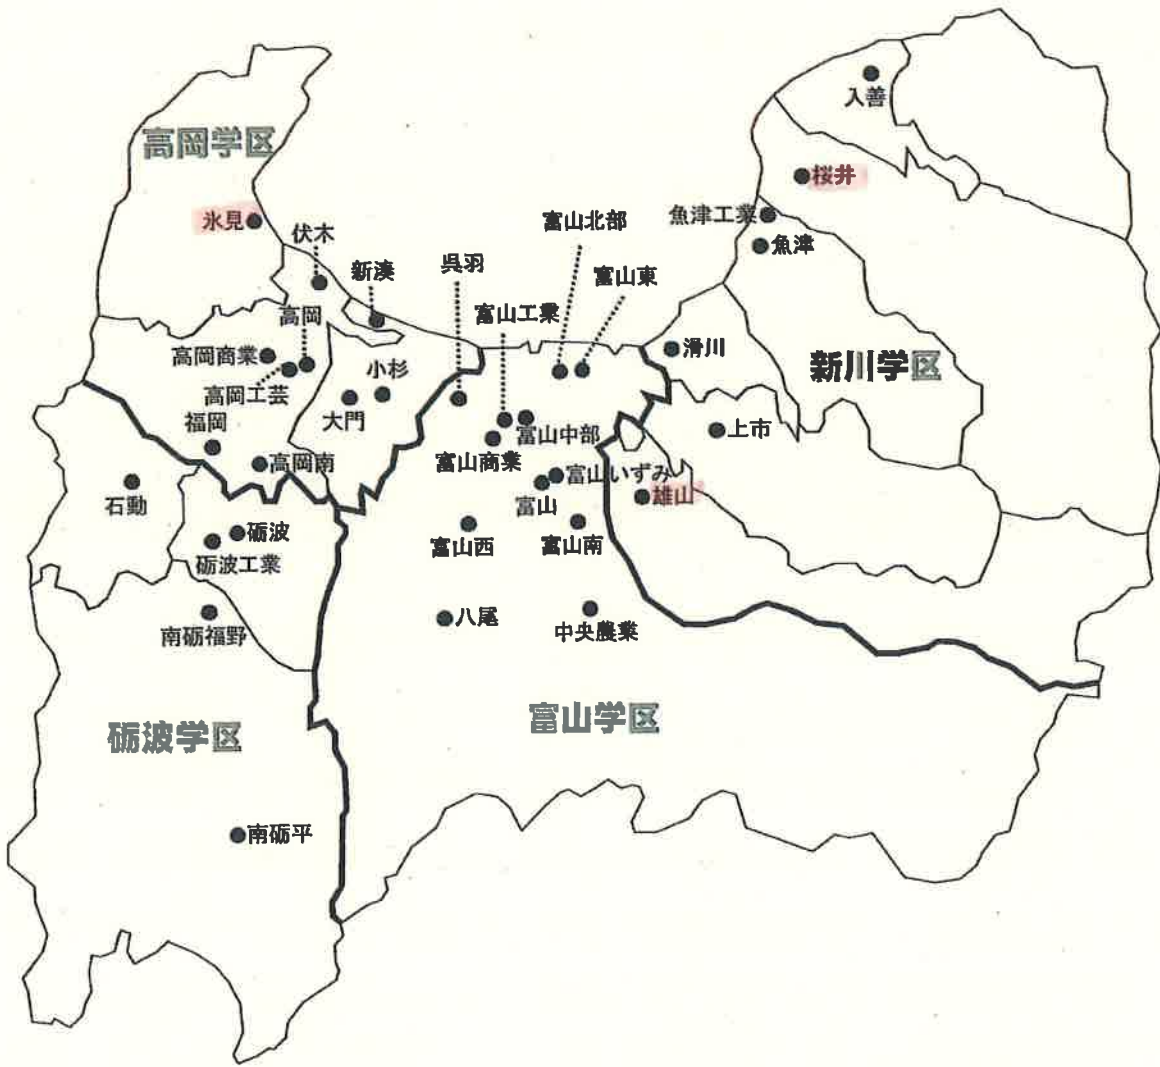 入善
高岡学区
桜井
氷見
魚津工業
富山北部
伏木
魚津
呉羽
新湊
富山東
富山工業
高岡
滑川
高岡商業
新川学区
小杉
高岡工芸
大門
福岡
上市
富山中部
富山商業
高岡南
富山いずみ
石動
富山
雄山
砺波
富山西
富山南
砺波工業
八尾
南砺福野
中央農業
富山学区
砺波学区
南砺平